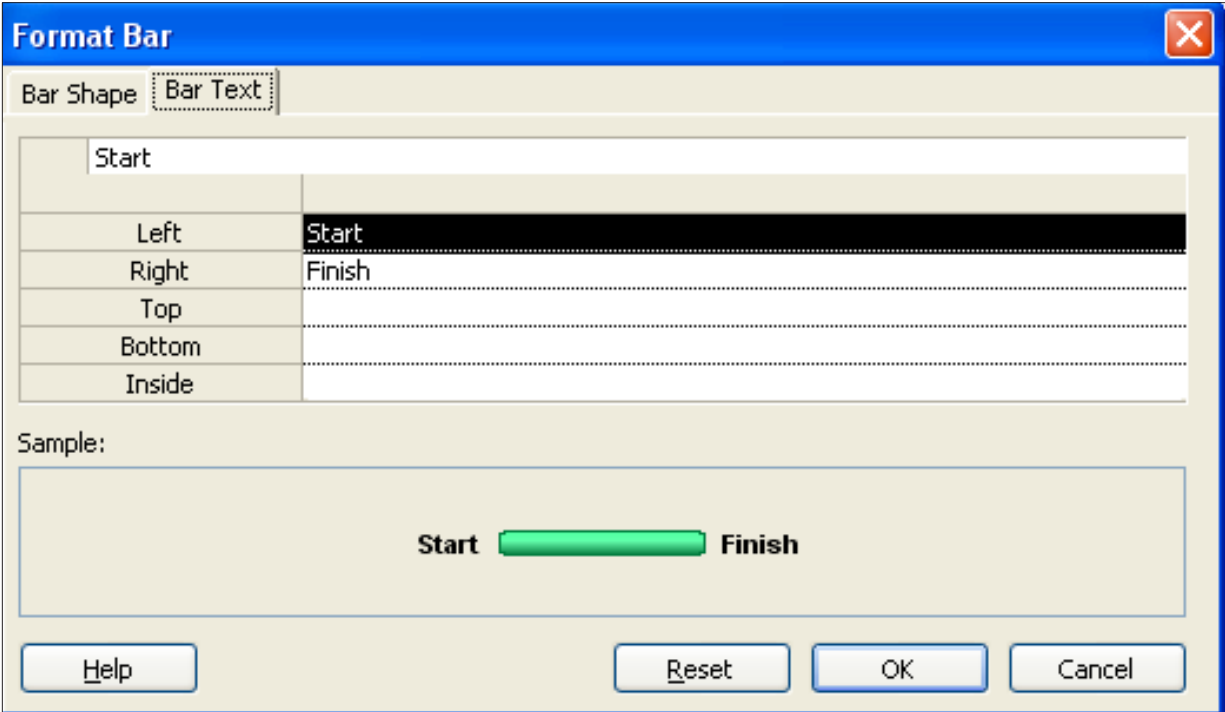 Format Bar
Bar Shape Bar Text
Start
Left Start
Right Finish
Top
Bottom
Inside
Sample:
Start Finish
Help Reset OK Cancel